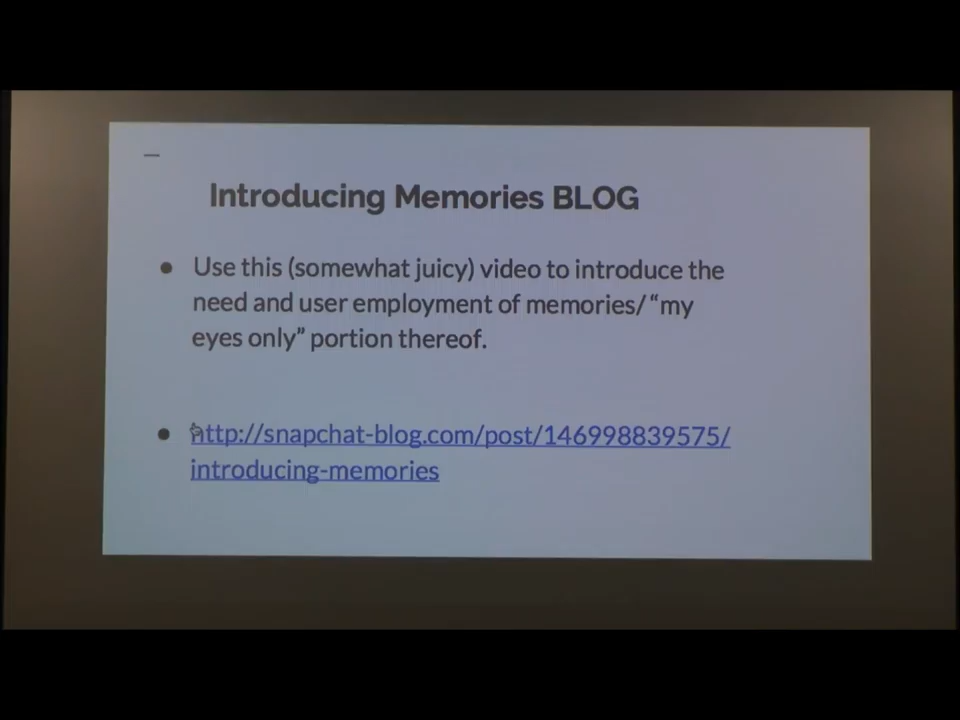 Introducing Memories BLOG
● Use this (somewhat juicy) video to introduce the
need and user employment of memories/ “my
eyes only” portion thereof.
● http://snapchat-blog.com/post/146998839575/
introducing-memories